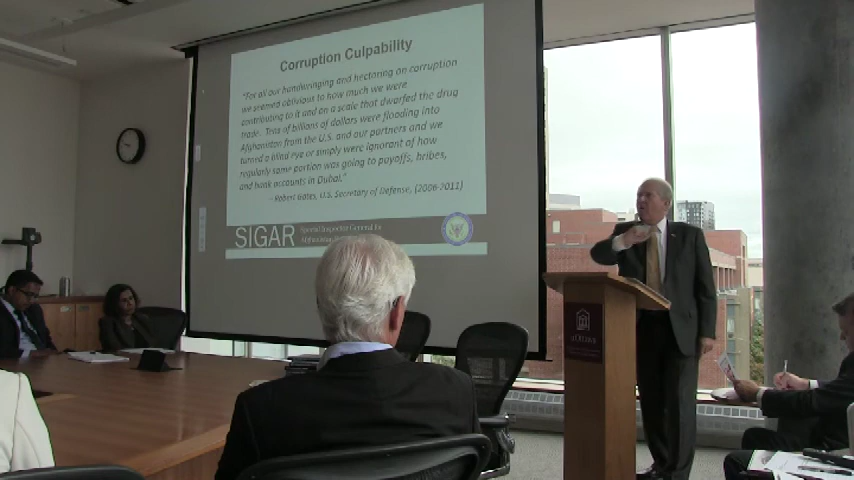 Corruption Culpability
"For all our handwringing and hectoring on corruption
we seemed oblivious to how much we were
contributing to it and on a scale that dwarfed the drug
trade. Tens of billions of dollars were flooding into
Afghanistan from the U.S. and our partners and we
turned a blind eye or simply were ignorant of how
regularly some portion was going to payoffs, bribes,
and bank accounts in Dubai."
– Robert Gates, U.S. Secretary of Defense, (2006-2011)
SIGAR
Special Inspector General for
Afghanistan